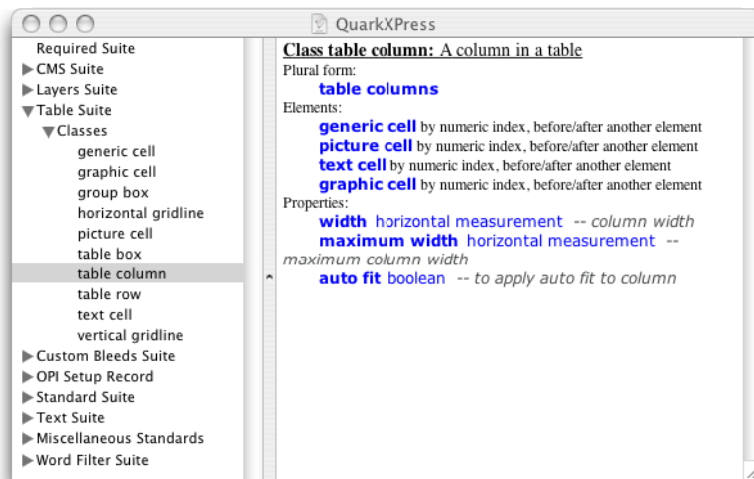 QuarkXPress
Required Suite
CMS Suite
Layers Suite
Table Suite
Classes
generic cell
graphic cell
group box
horizontal gridline
picture cell
table box
table column
table row
text cell
vertical gridline
Custom Bleeds Suite
OPI Setup Record
Standard Suite
Text Suite
Miscellaneous Standards
Word Filter Suite
Class table column: A column in a table
Plural form:
table columns
Elements:
generic cell by numeric index, before/after another element
picture cell by numeric index, before/after another element
text cell by numeric index, before/after another element
graphic cell by numeric index, before/after another element
Properties:
width horizontal measurement -- column width
maximum width horizontal measurement --
maximum column width
auto fit boolean -- to apply auto fit to column